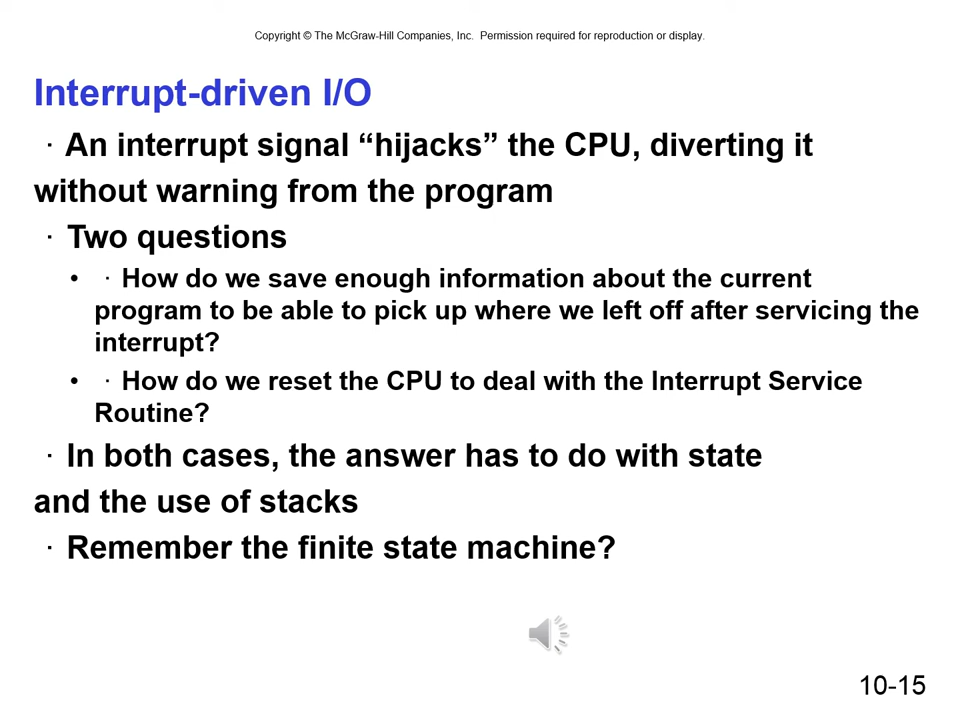 Copyright © The McGraw-Hill Companies, Inc.  Permission required for reproduction or display.
Interrupt-driven I/O
· An interrupt signal “hijacks” the CPU, diverting it
without warning from the program
· Two questions
• · How do we save enough information about the current
program to be able to pick up where we left off after servicing the
interrupt?
• · How do we reset the CPU to deal with the Interrupt Service
Routine?
· In both cases, the answer has to do with state
and the use of stacks
· Remember the finite state machine?
10-15